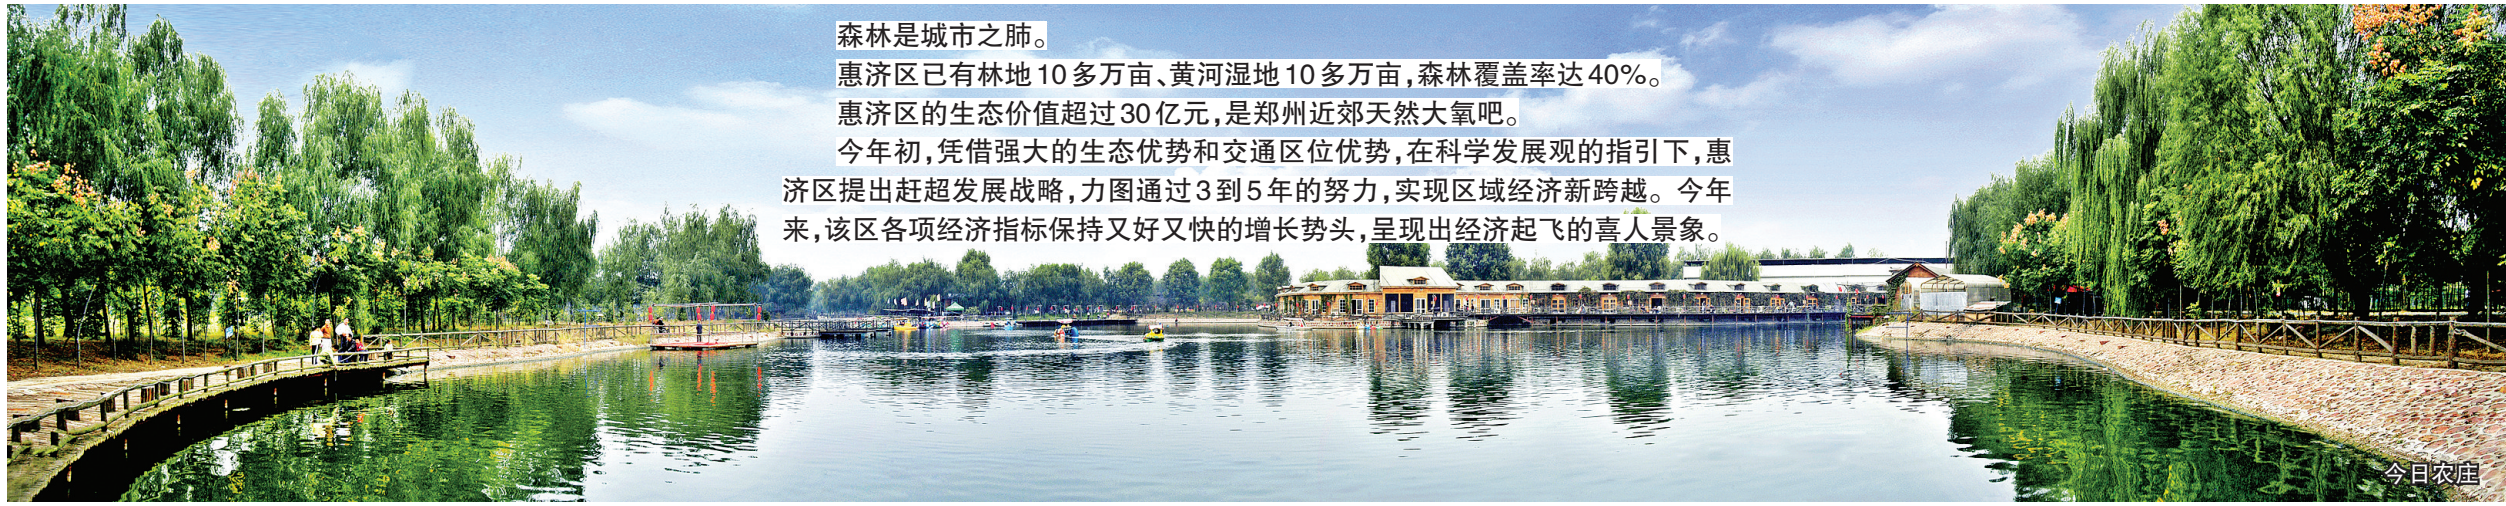 森林是城市之肺。
惠济区已有林地10多万亩、黄河湿地10多万亩,森林覆盖率达40%。
惠济区的生态价值超过30亿元,是郑州近郊天然大氧吧。
今年初,凭借强大的生态优势和交通区位优势,在科学发展观的指引下,惠
济区提出赶超发展战略,力图通过3到5年的努力,实现区域经济新跨越。今年
来,该区各项经济指标保持又好又快的增长势头,呈现出经济起飞的喜人景象。
今日农庄